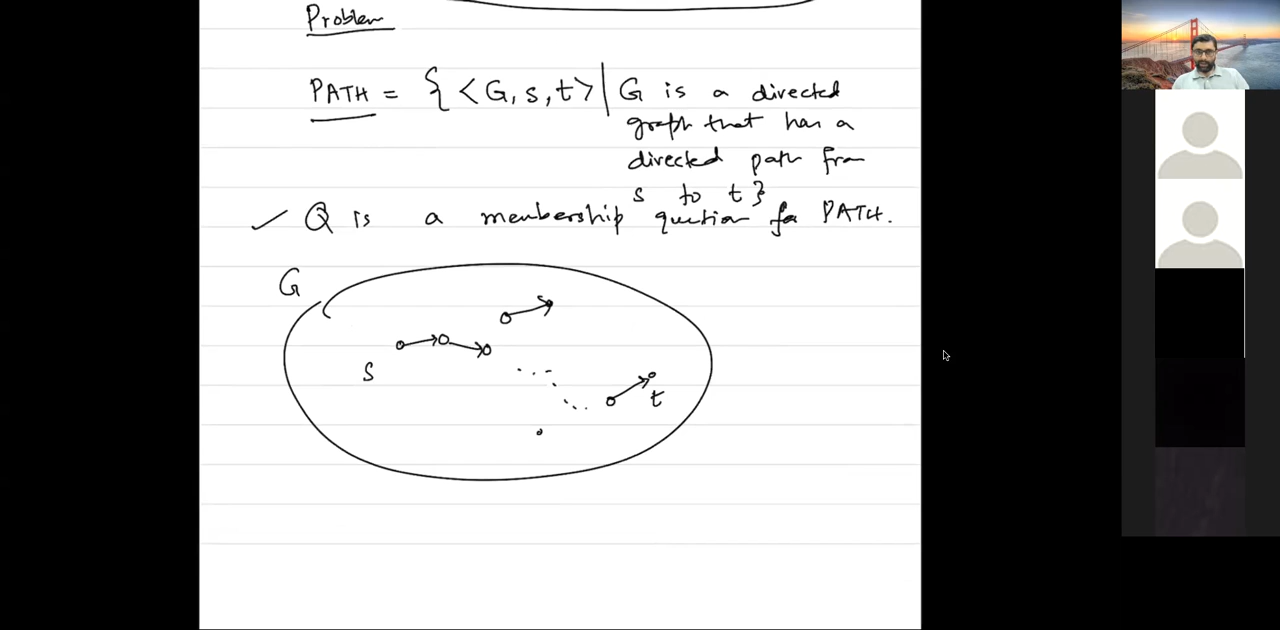 Problem
PATH = { <G, s, t> | G is a directed
graph that has a
directed path from
s to t }
✓ Q is a membership question for PATH.
G
S
t